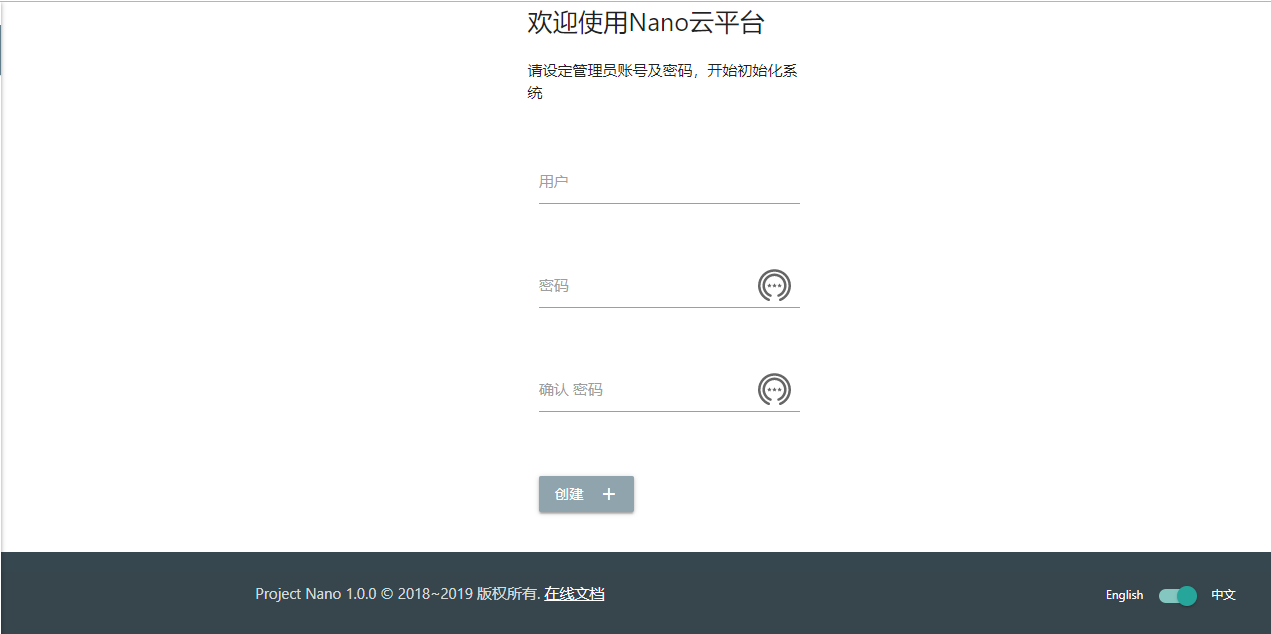 欢迎使用Nano云平台
请设定管理员账号及密码，开始初始化系
统
用户
密码
确认 密码
创建
Project Nano 1.0.0 © 2018~2019 版权所有. 在线文档
English 中文